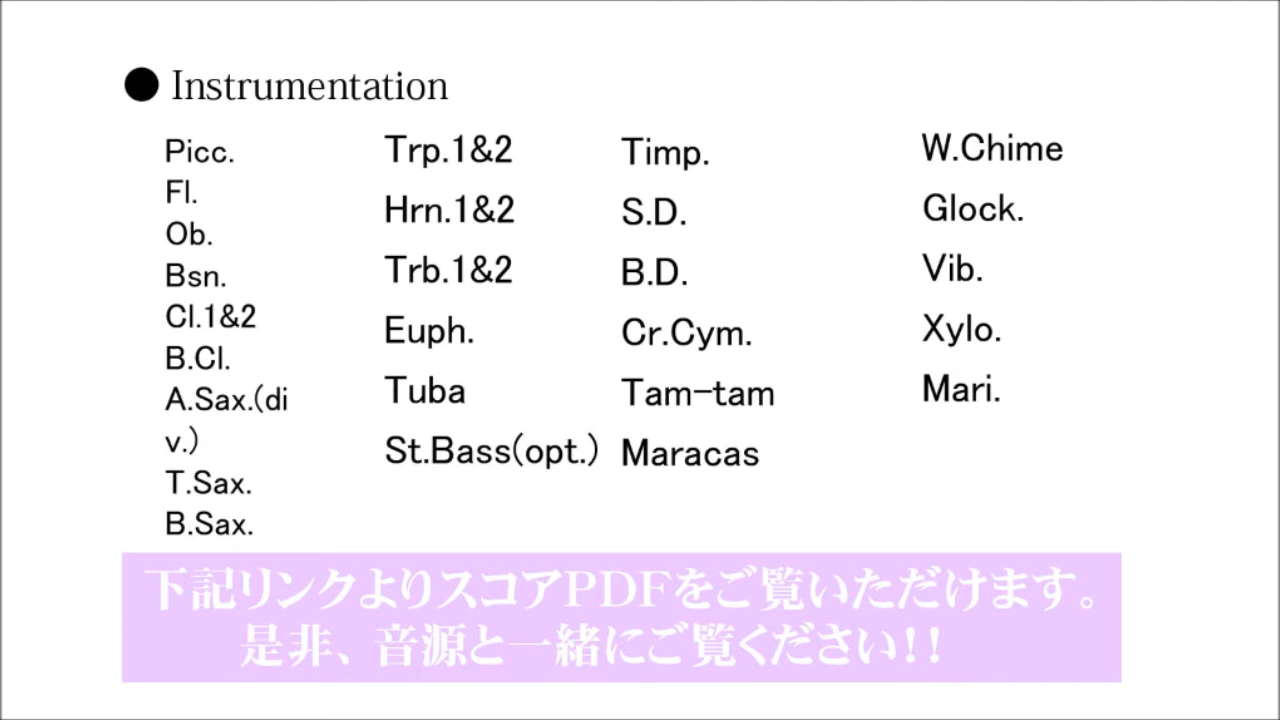 ● Instrumentation
Picc.
Fl.
Ob.
Bsn.
Cl.1&2
B.Cl.
A.Sax.(di
v.)
T.Sax.
B.Sax.
Trp.1&2
Hrn.1&2
Trb.1&2
Euph.
Tuba
St.Bass(opt.)
Timp.
S.D.
B.D.
Cr.Cym.
Tam-tam
Maracas
W.Chime
Glock.
Vib.
Xylo.
Mari.
下記リンクよりスコアPDFをご覧いただけます。
是非、音源と一緒にご覧ください!!